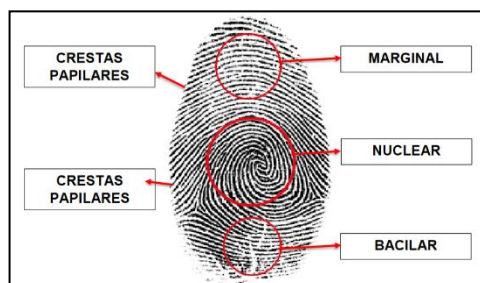 CRESTAS
PAPILARES
MARGINAL
NUCLEAR
CRESTAS
PAPILARES
BACILAR